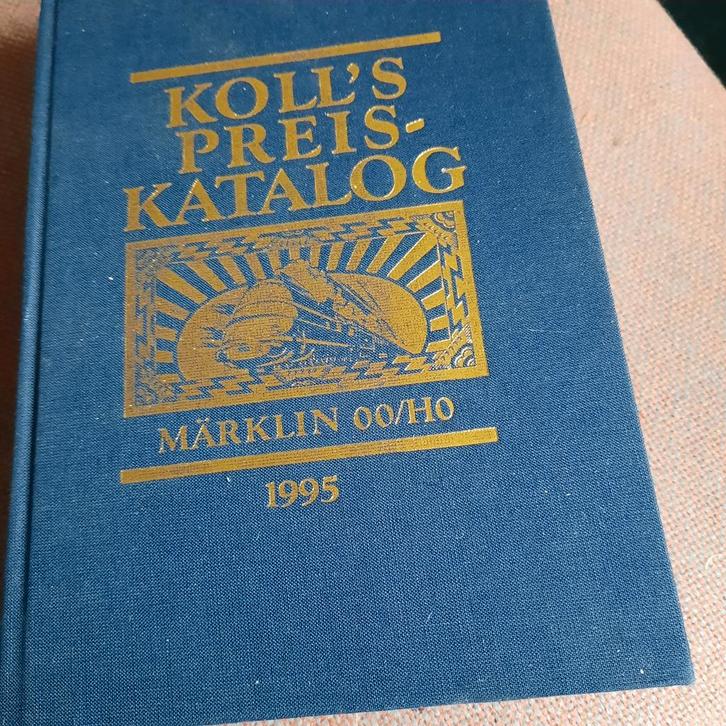 KOLL'S
PREIS-
KATALOG
MÄRKLIN 00/H0
1995